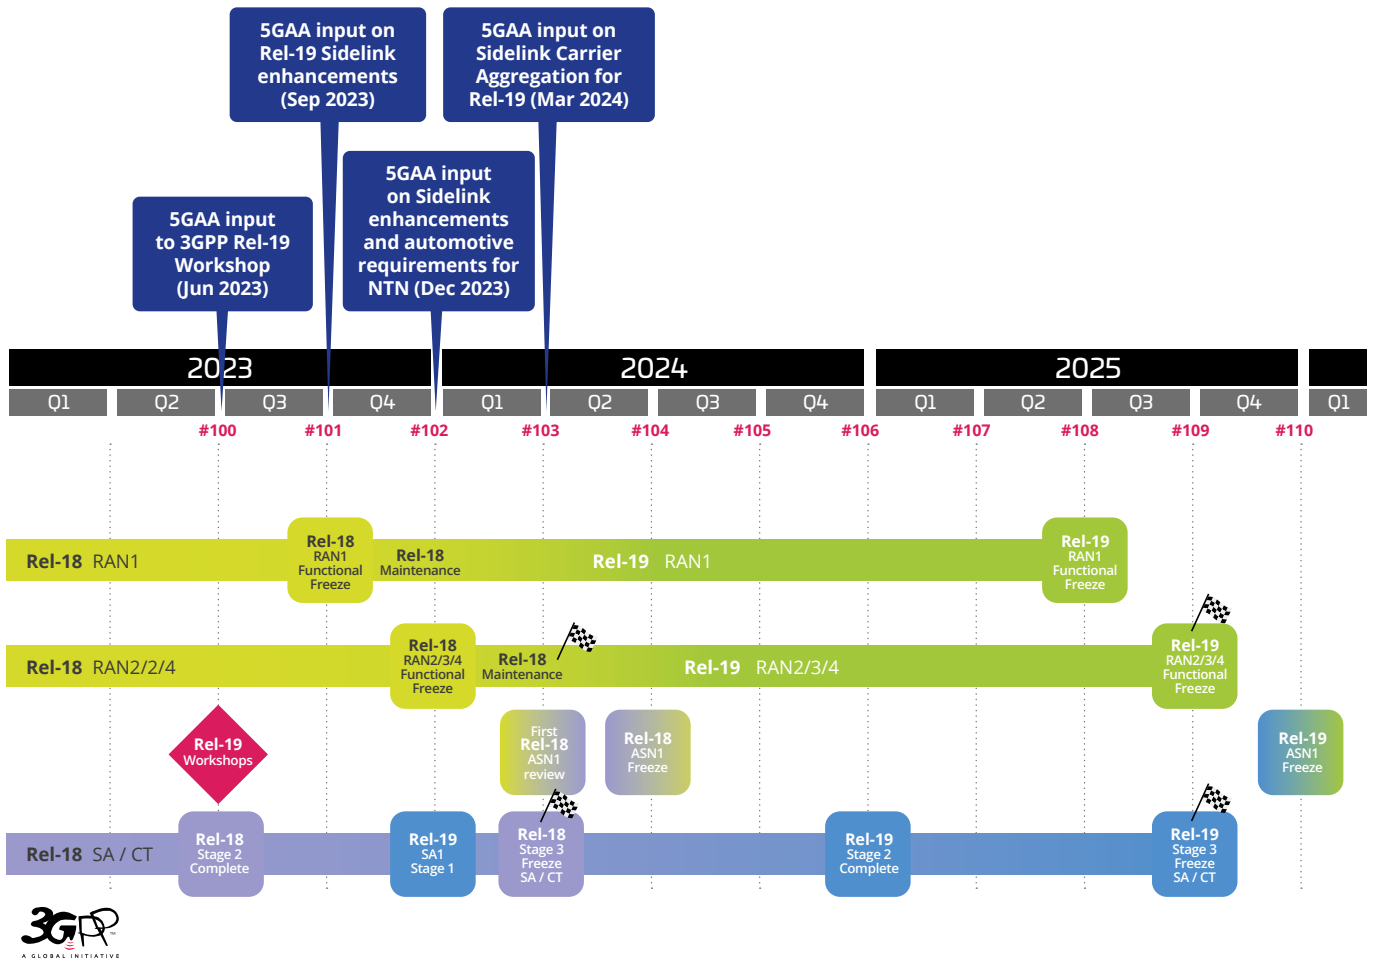 5GAA input on
Rel-19 Sidelink
enhancements
(Sep 2023)
5GAA input on
Sidelink Carrier
Aggregation for
Rel-19 (Mar 2024)
5GAA input
to 3GPP Rel-19
Workshop
(Jun 2023)
5GAA input
on Sidelink
enhancements
and automotive
requirements for
NTN (Dec 2023)
2023 2024 2025
Q1 Q2 Q3 Q4 Q1 Q2 Q3 Q4 Q1 Q2 Q3 Q4 Q1
#100 #101 #102 #103 #104 #105 #106 #107 #108 #109 #110
Rel-18 RAN1
Rel-18
RAN1
Functional
Freeze
Rel-18
Maintenance
Rel-19 RAN1
Rel-19
RAN1
Functional
Freeze
Rel-18 RAN2/2/4
Rel-18
RAN2/3/4
Functional
Freeze
Rel-18
Maintenance
Rel-19 RAN2/3/4
Rel-19
RAN2/3/4
Functional
Freeze
Rel-19
Workshops
First
Rel-18
ASN1
review
Rel-18
ASN1
Freeze
Rel-19
ASN1
Freeze
Rel-18 SA / CT
Rel-18
Stage 2
Complete
Rel-19
SA1
Stage 1
Rel-18
Stage 3
Freeze
SA / CT
Rel-19
Stage 2
Complete
Rel-19
Stage 3
Freeze
SA / CT
3GPP™
A GLOBAL INITIATIVE